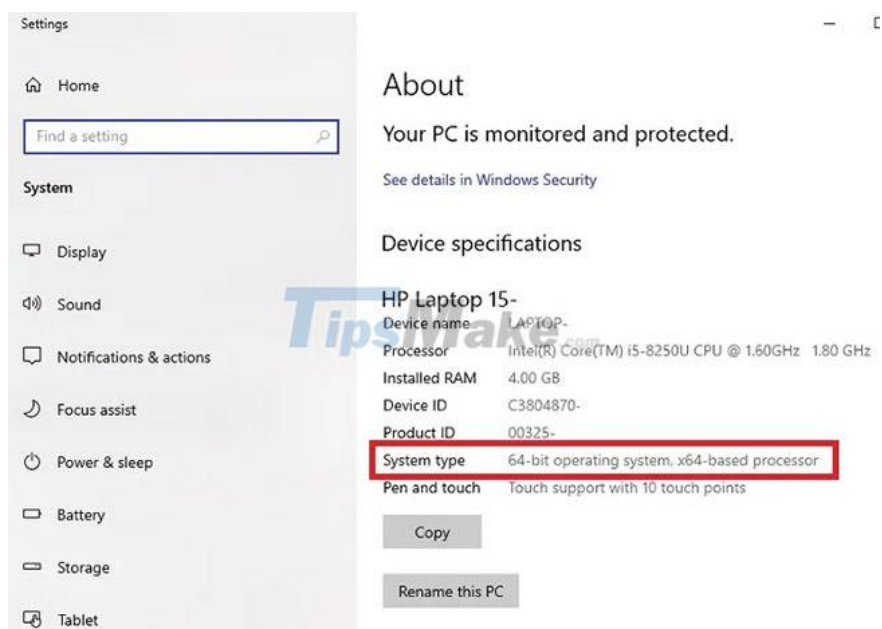 Settings
Home
Find a setting
System
Display
Sound
Notifications & actions
Focus assist
Power & sleep
Battery
Storage
Tablet
About
Your PC is monitored and protected.
See details in Windows Security
Device specifications
HP Laptop 15-
Device name LAPTOP-
Processor Intel(R) Core(TM) i5-8250U CPU @ 1.60GHz 1.80 GHz
Installed RAM 4.00 GB
Device ID C3804870-
Product ID 00325-
System type 64-bit operating system, x64-based processor
Pen and touch Touch support with 10 touch points
Copy
Rename this PC
TipsMake.com